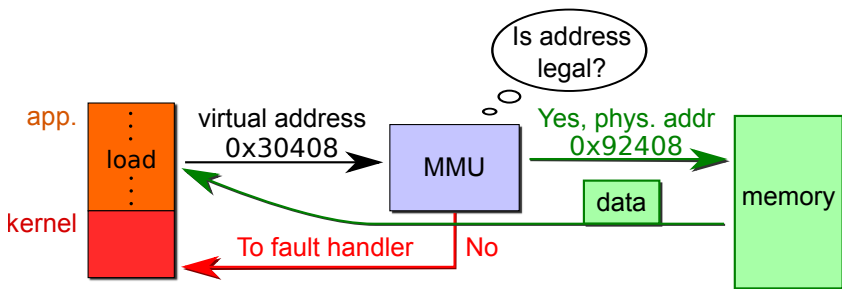 Is address
legal?
app.
virtual address
0x30408
Yes, phys. addr
0x92408
load
MMU
data
memory
kernel
To fault handler
No